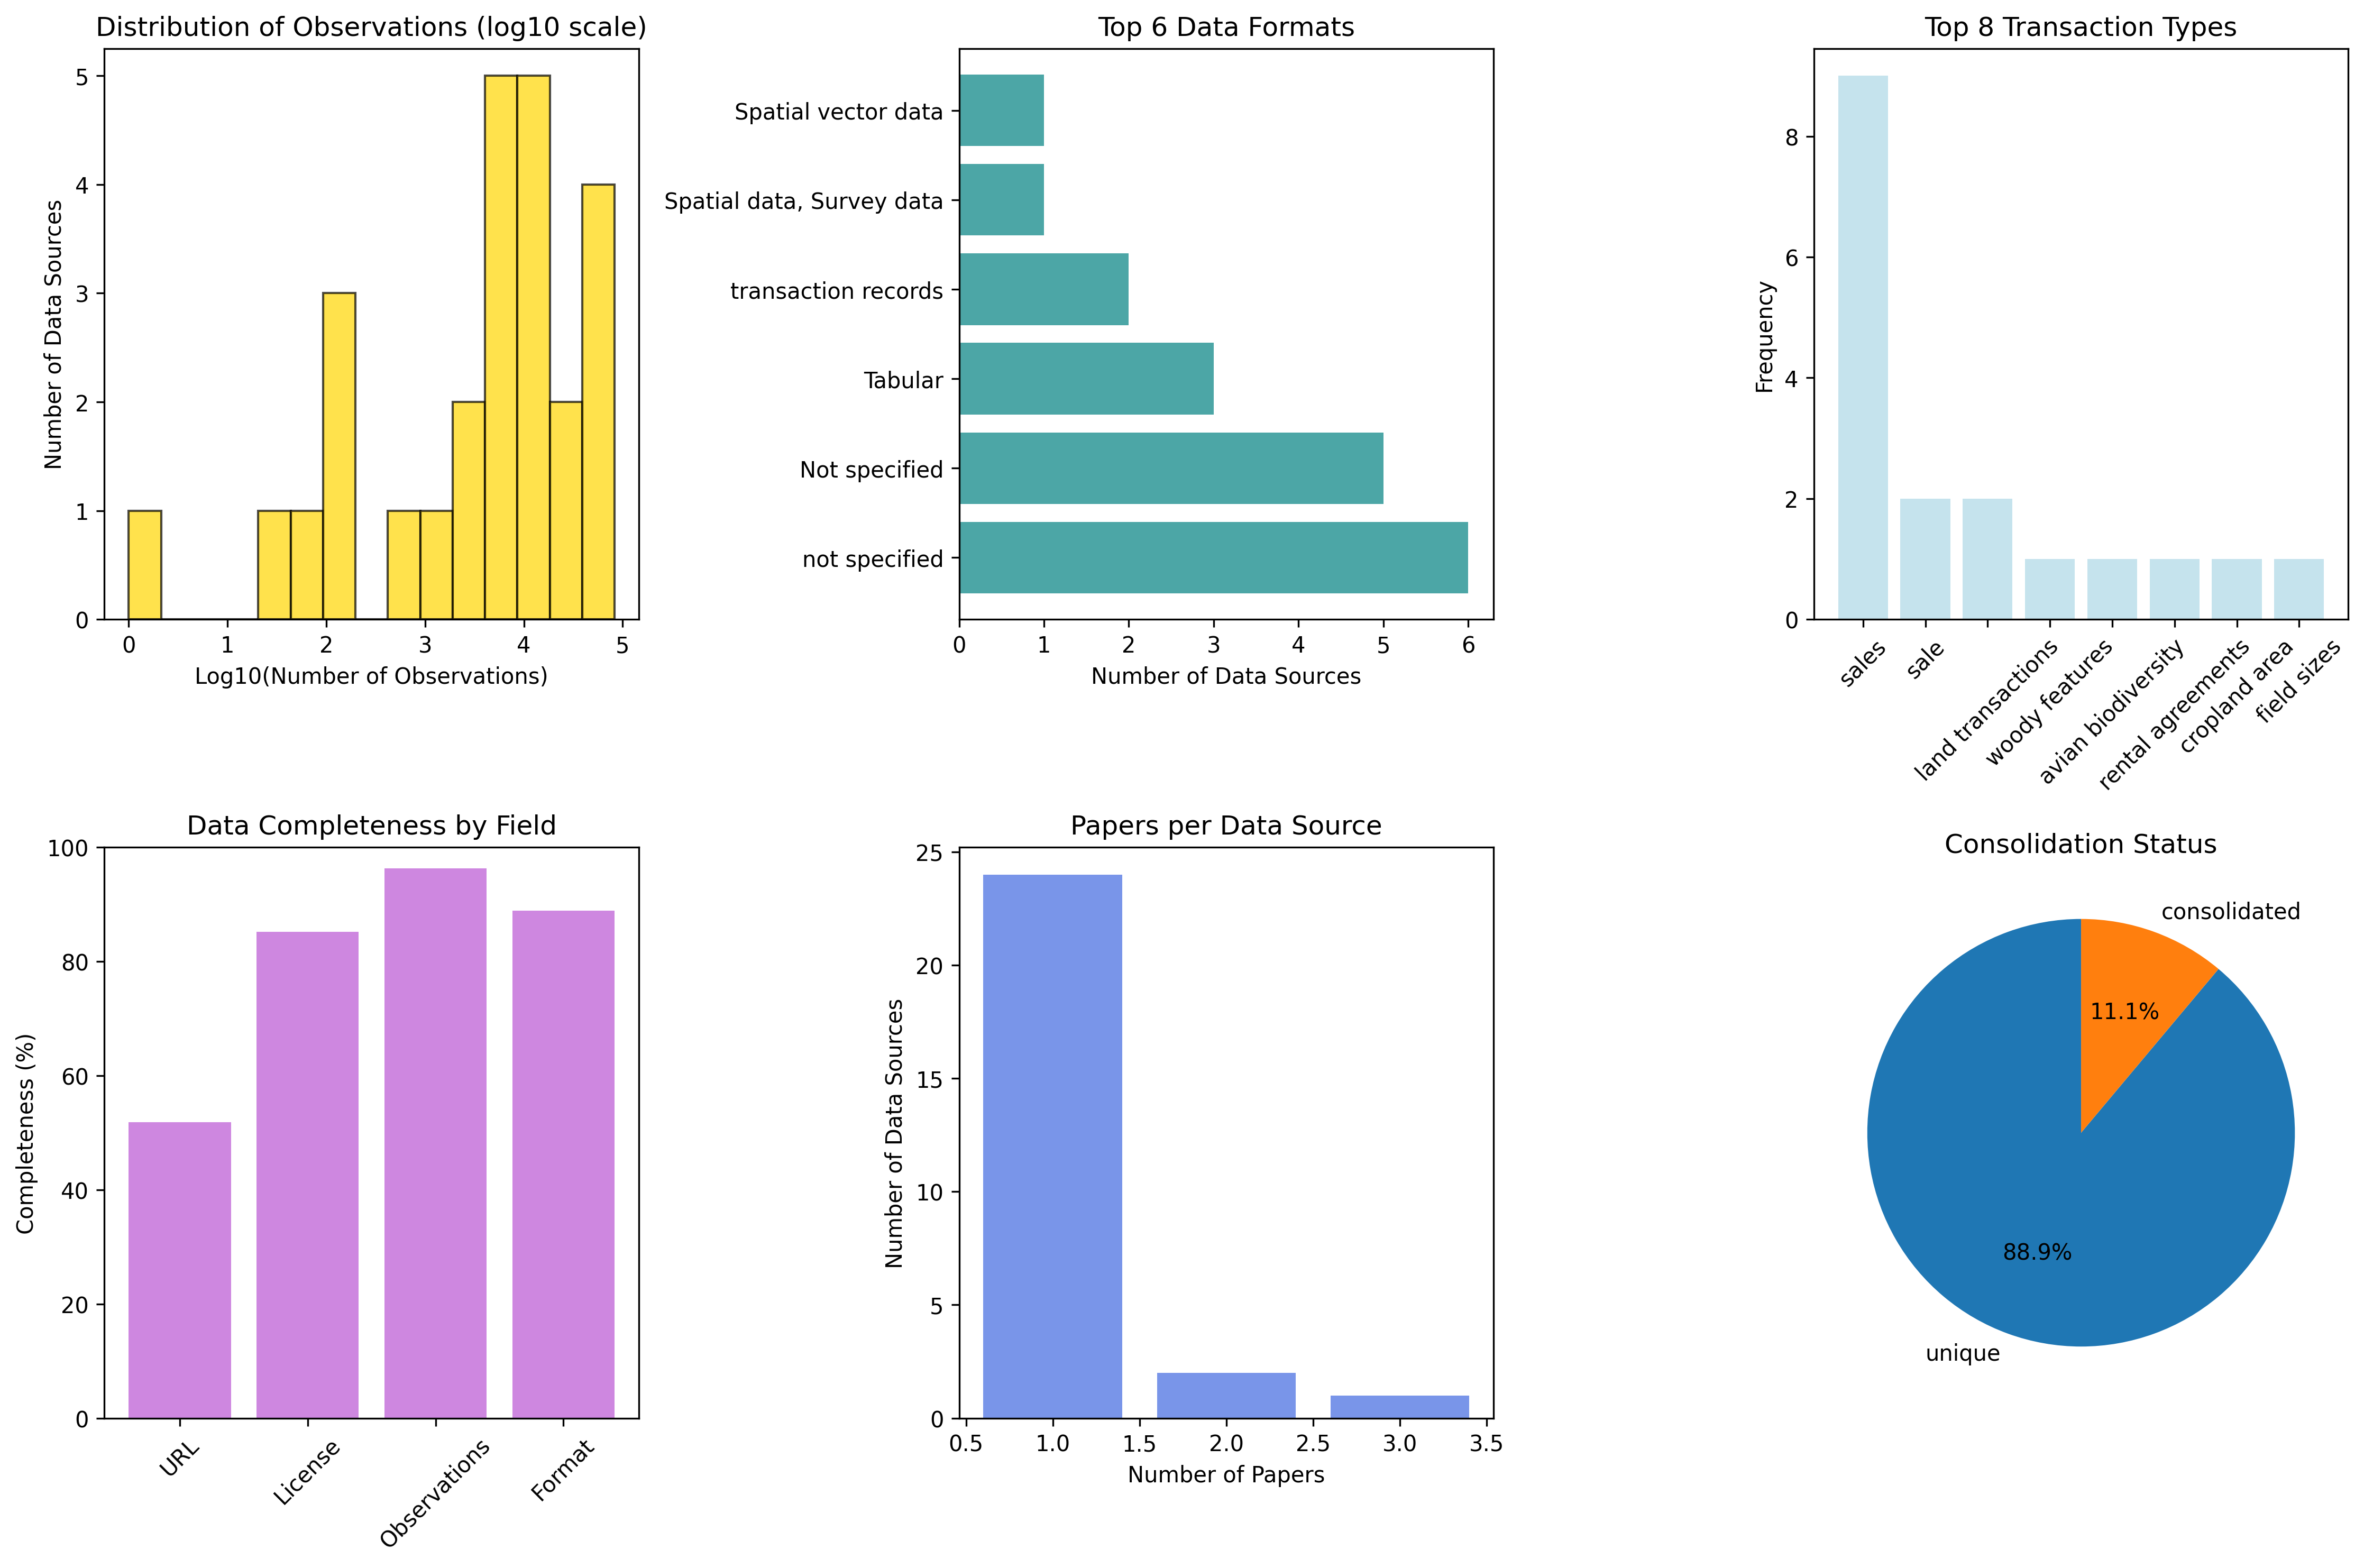 Distribution of Observations (log10 scale)
Number of Data Sources
5
4
3
2
1
0
0 1 2 3 4 5
Log10(Number of Observations)
Top 6 Data Formats
Spatial vector data
Spatial data, Survey data
transaction records
Tabular
Not specified
not specified
0 1 2 3 4 5 6
Number of Data Sources
Top 8 Transaction Types
Frequency
8
6
4
2
0
sales
sale
land transactions
woody features
avian biodiversity
rental agreements
cropland area
field sizes
Data Completeness by Field
Completeness (%)
100
80
60
40
20
0
URL
License
Observations
Format
Papers per Data Source
Number of Data Sources
25
20
15
10
5
0
0.5 1.0 1.5 2.0 2.5 3.0 3.5
Number of Papers
Consolidation Status
consolidated
11.1%
88.9%
unique